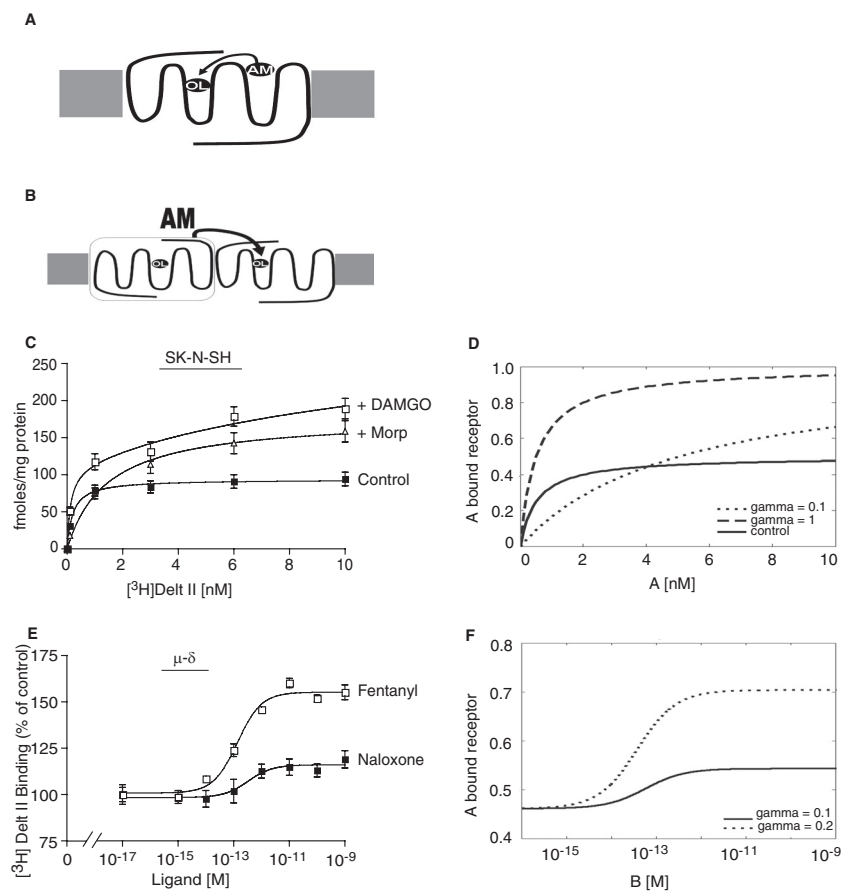 A
AM
OL
B
AM
OL
OL
C
SK-N-SH
250
200
150
100
50
0
fmoles/mg protein
+ DAMGO
+ Morp
Control
0
2
4
6
8
10
[³H]Delt II [nM]
D
1.0
0.8
0.6
0.4
0.2
0
A bound receptor
gamma = 0.1
gamma = 1
control
0
2
4
6
8
10
A [nM]
E
μ-δ
175
150
125
100
75
[³H] Delt II Binding (% of control)
Fentanyl
Naloxone
0
10⁻¹⁷
10⁻¹⁵
10⁻¹³
10⁻¹¹
10⁻⁹
Ligand [M]
F
0.8
0.7
0.6
0.5
0.4
A bound receptor
gamma = 0.1
gamma = 0.2
10⁻¹⁵
10⁻¹³
10⁻¹¹
10⁻⁹
B [M]